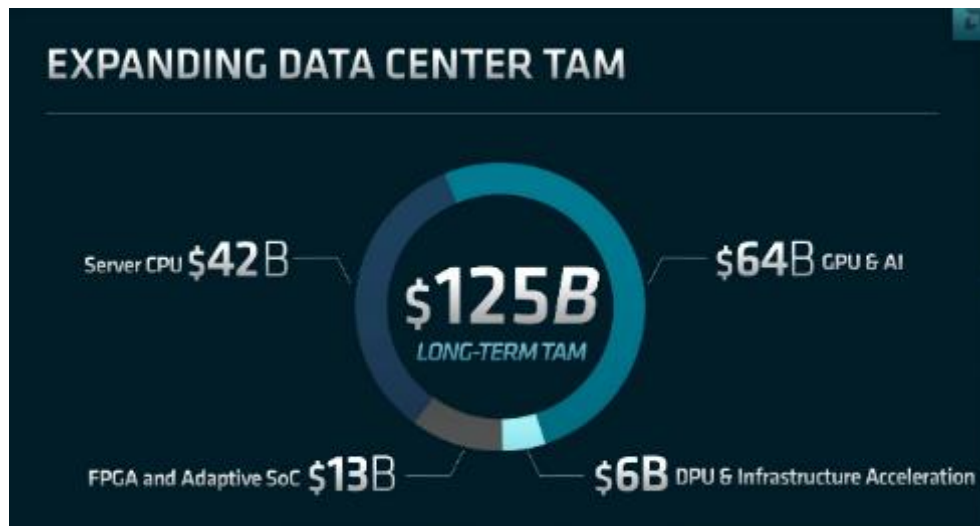 EXPANDING DATA CENTER TAM
Server CPU $42B
$64B GPU & AI
$125B
LONG-TERM TAM
FPGA and Adaptive SoC $13B
$6B DPU & Infrastructure Acceleration